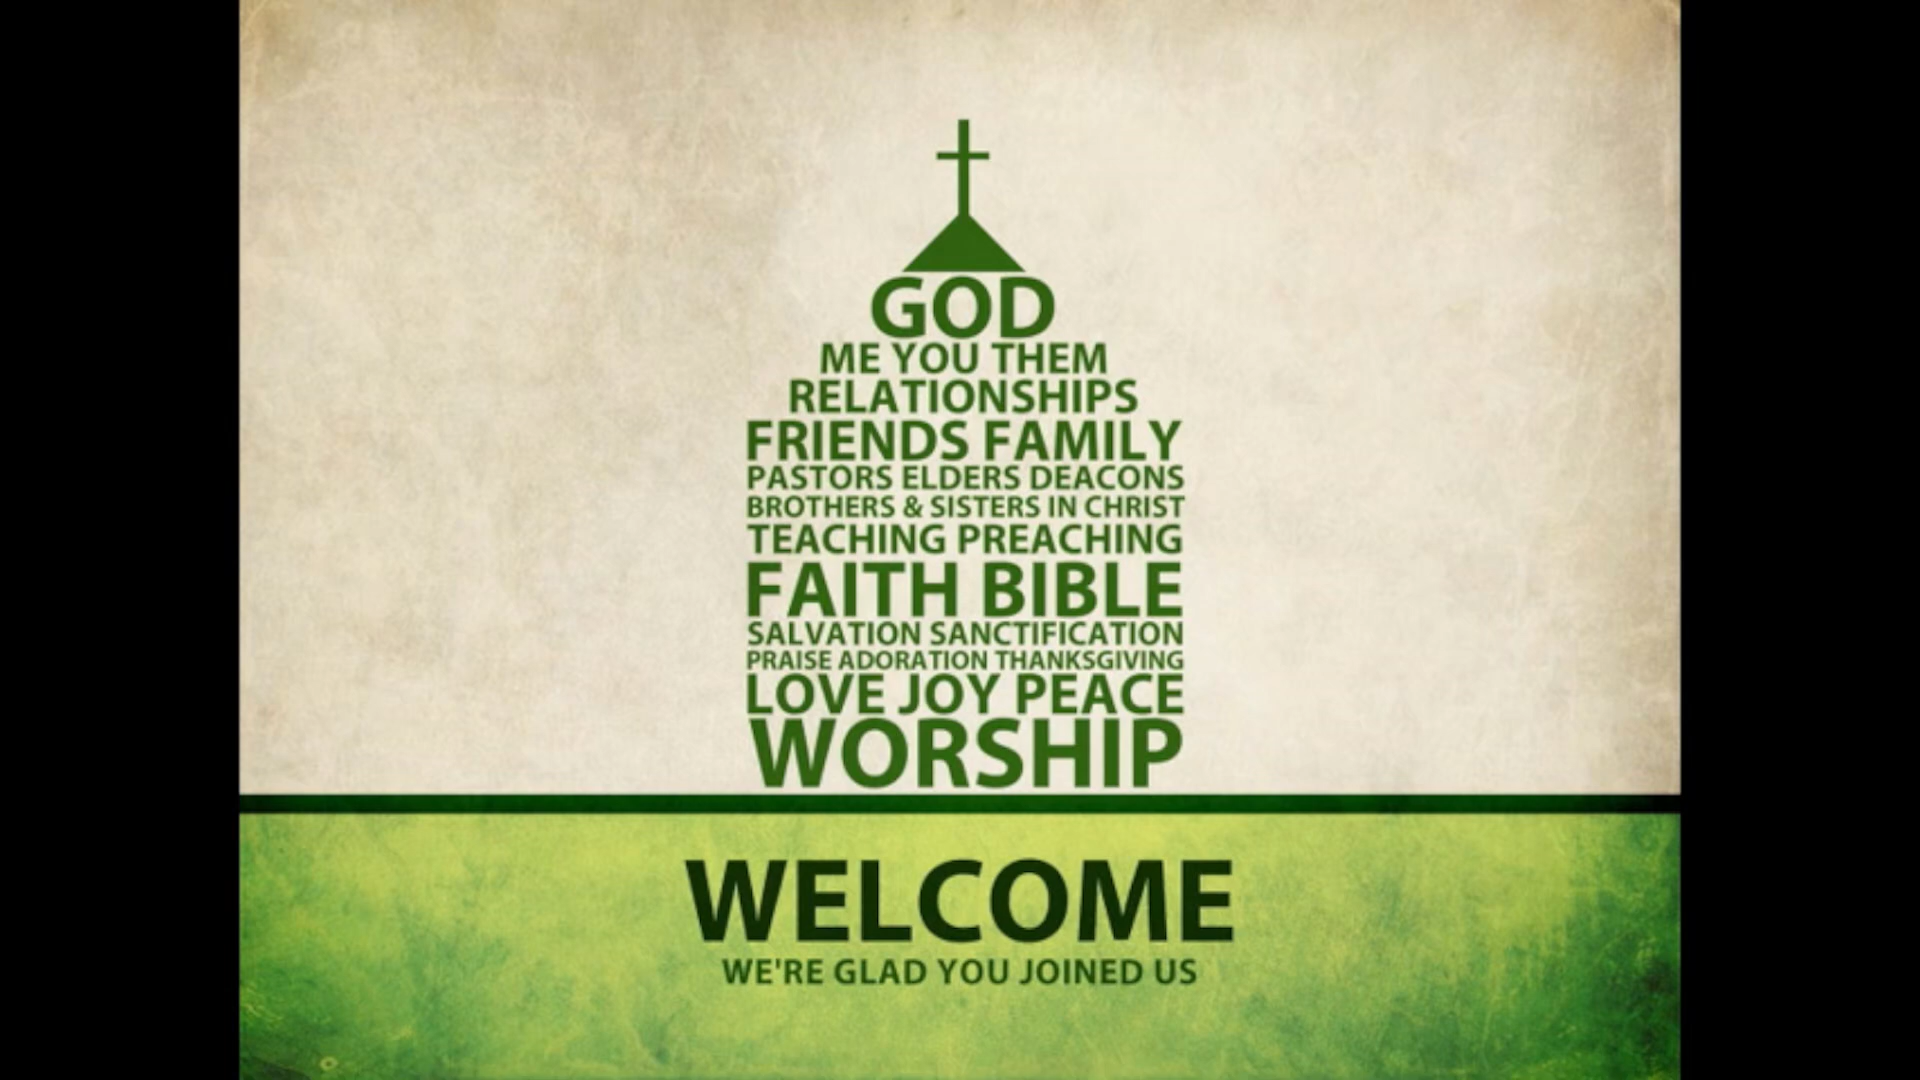 GOD
ME YOU THEM
RELATIONSHIPS
FRIENDS FAMILY
PASTORS ELDERS DEACONS
BROTHERS & SISTERS IN CHRIST
TEACHING PREACHING
FAITH BIBLE
SALVATION SANCTIFICATION
PRAISE ADORATION THANKSGIVING
LOVE JOY PEACE
WORSHIP
WELCOME
WE'RE GLAD YOU JOINED US